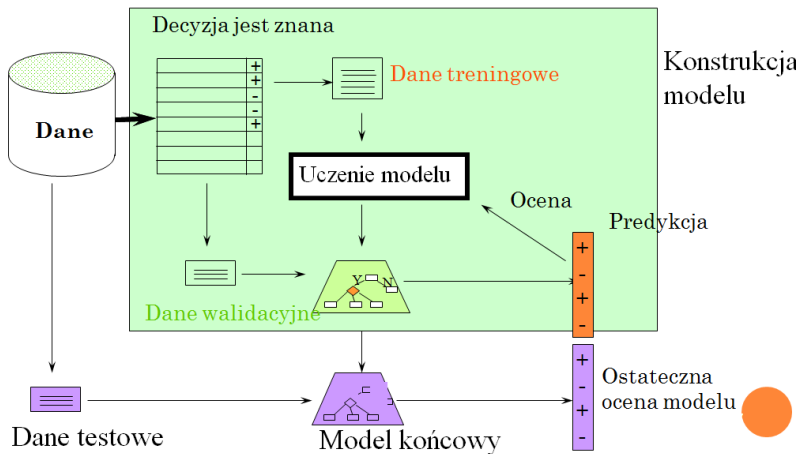 Decyzja jest znana
Konstrukcja
modelu
+
+
-
-
+
Dane treningowe
Dane
Uczenie modelu
Ocena
Predykcja
+
-
+
-
Y
N
Dane walidacyjne
+
-
+
-
Ostateczna
ocena modelu
Dane testowe
Model końcowy